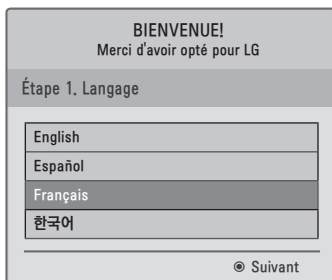 BIENVENUE!
Merci d'avoir opté pour LG
Étape 1. Langage
English
Español
Français
한국어
◉ Suivant